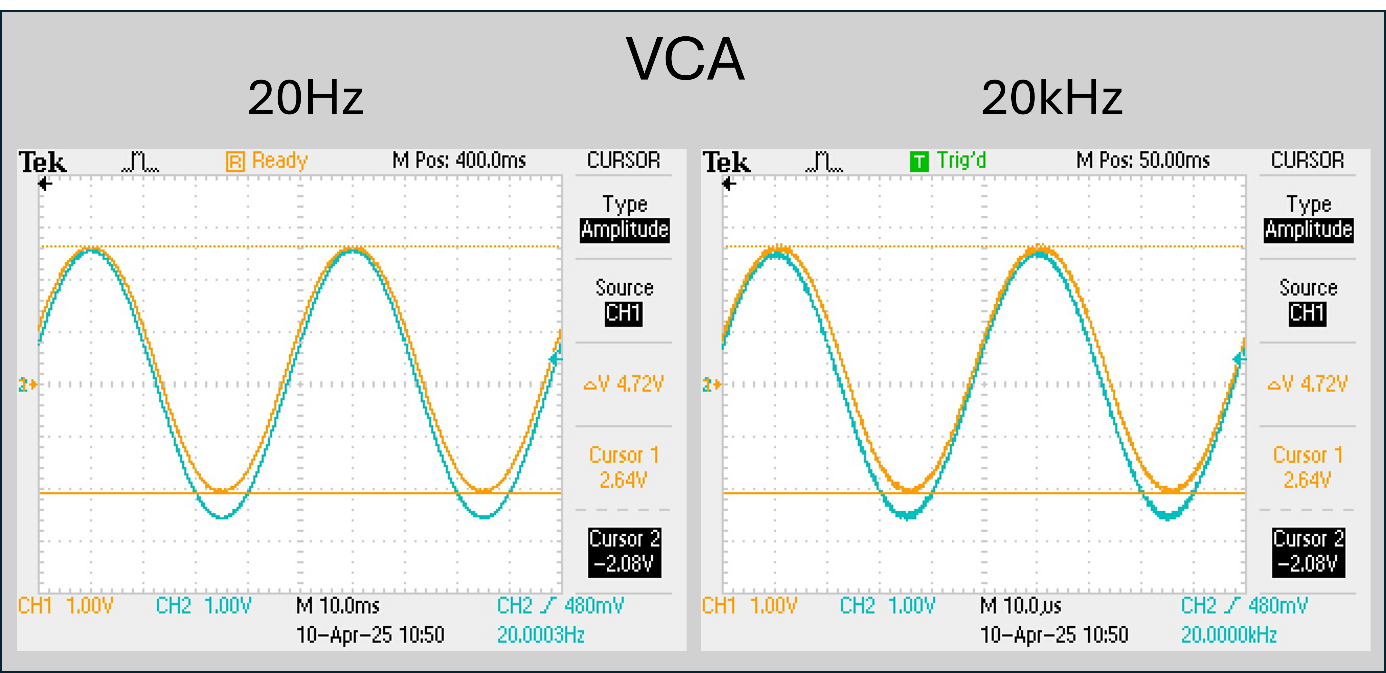 VCA
20Hz
20kHz
Tek R Ready M Pos: 400.0ms CURSOR
Type
Amplitude
Source
CH1
△V 4.72V
Cursor 1
2.64V
Cursor 2
-2.08V
2
CH1 1.00V CH2 1.00V M 10.0ms CH2 480mV
10-Apr-25 10:50 20.0003Hz
Tek T Trig'd M Pos: 50.00ms CURSOR
Type
Amplitude
Source
CH1
△V 4.72V
Cursor 1
2.64V
Cursor 2
-2.08V
2
CH1 1.00V CH2 1.00V M 10.0µs CH2 480mV
10-Apr-25 10:50 20.0000kHz